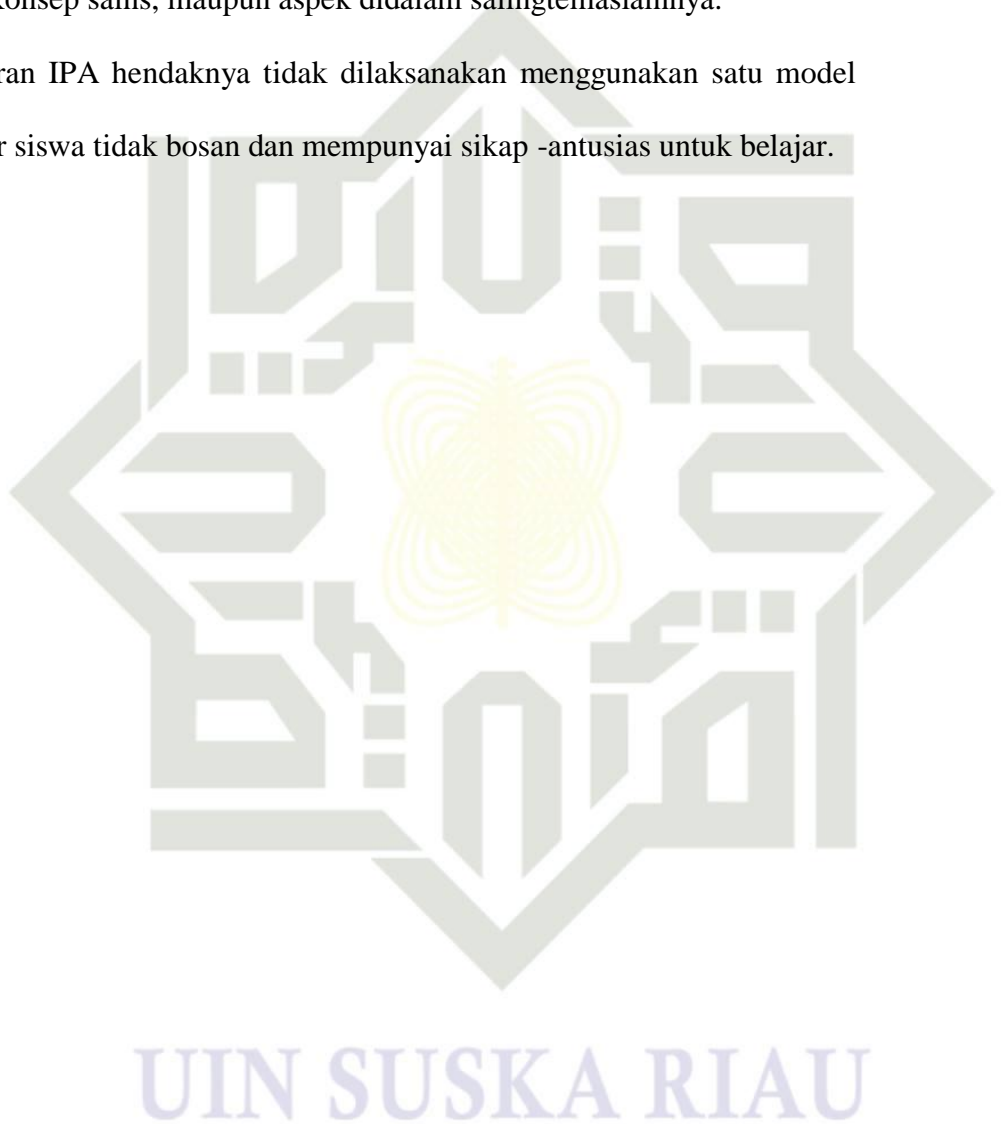 konsep sains, maupun aspek didalam salingtemasiamnya.
ran IPA hendaknya tidak dilaksanakan menggunakan satu model
r siswa tidak bosan dan mempunyai sikap -antusias untuk belajar.
UIN SUSKA RIAU